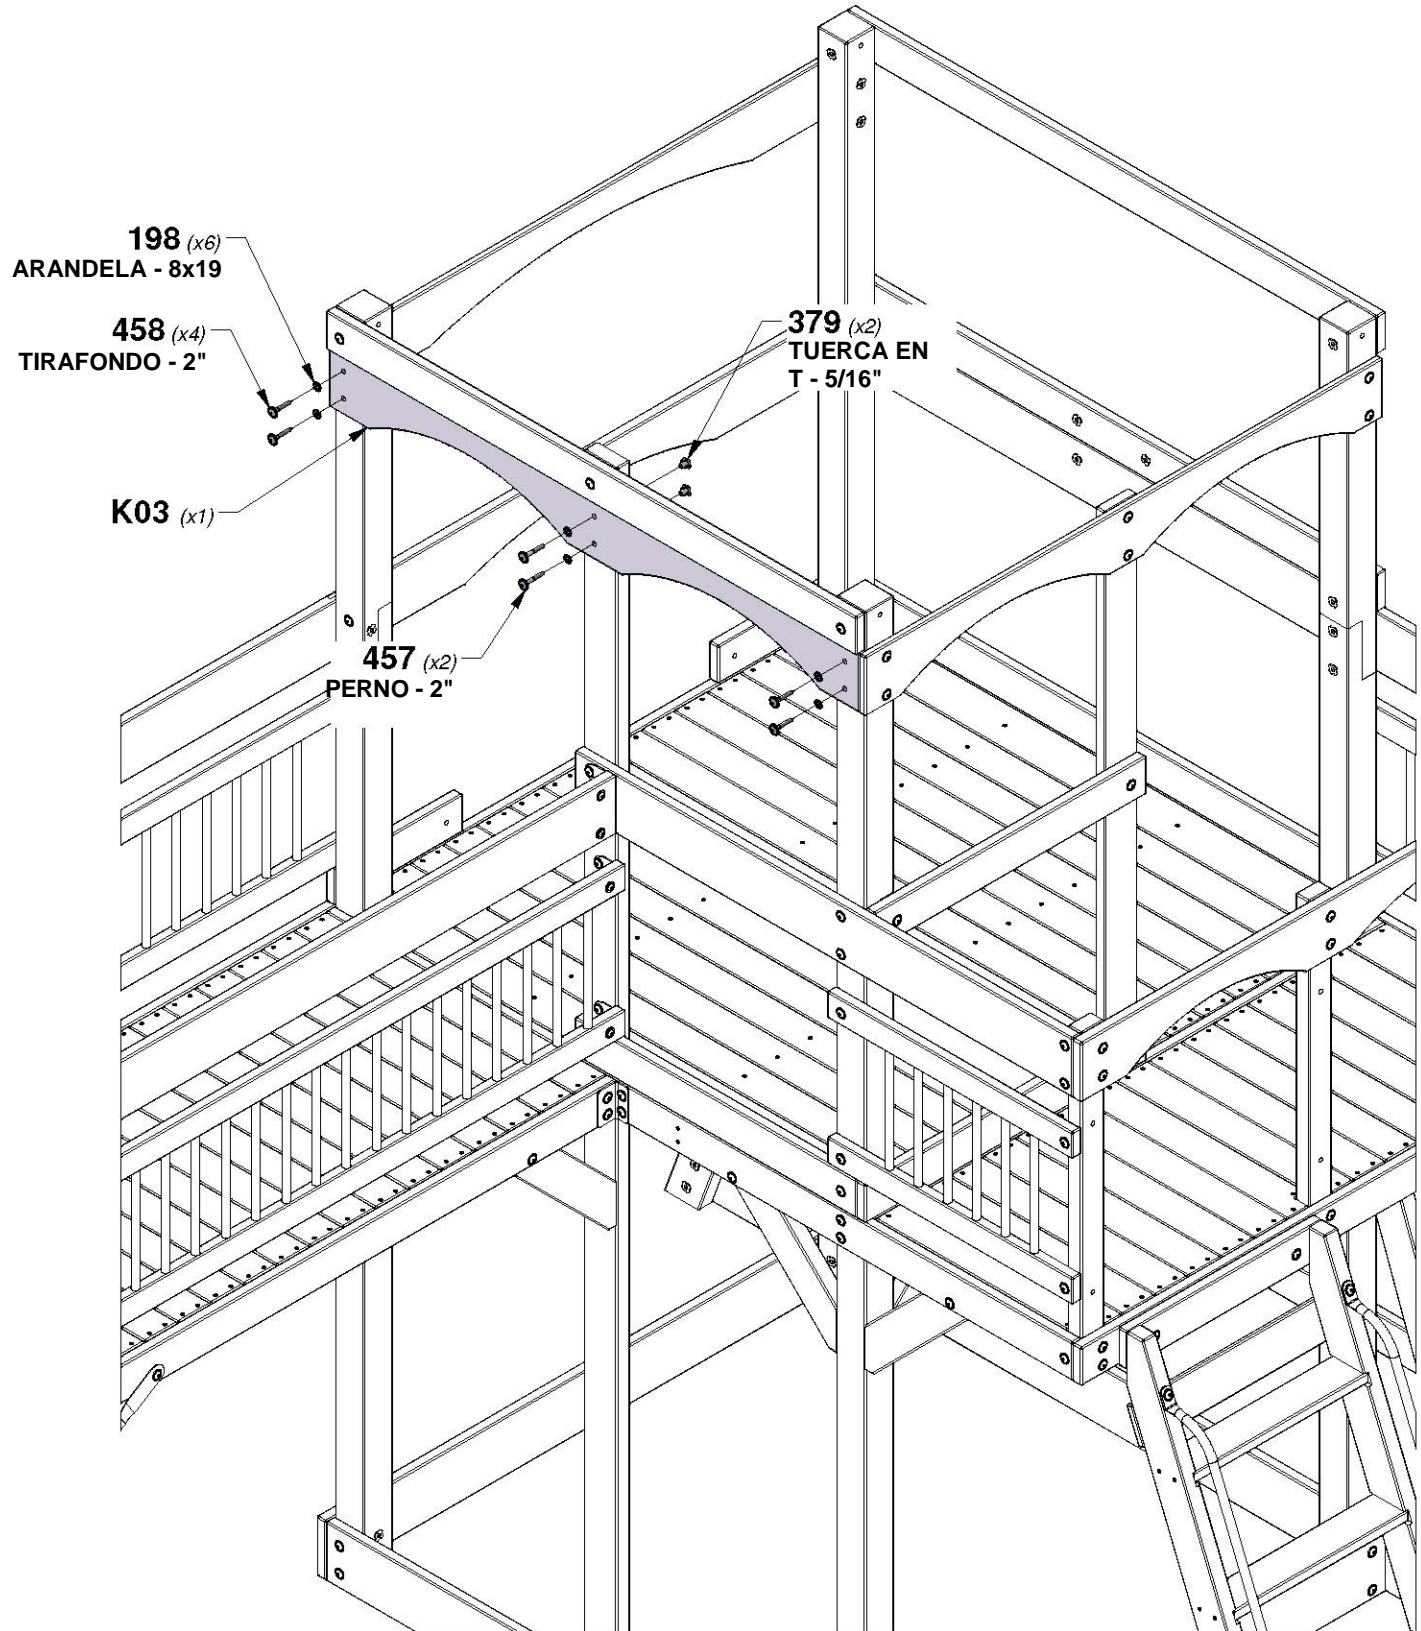 198 (x6)
ARANDELA - 8x19
458 (x4)
TIRAFONDO - 2"
379 (x2)
TUERCA EN
T - 5/16"
K03 (x1)
457 (x2)
PERNO - 2"